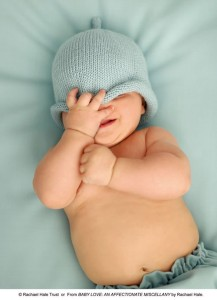 © Rachael Hale Trust or From BABY LOVE: AN AFFECTIONATE MISCELLANY by Rachael Hale.